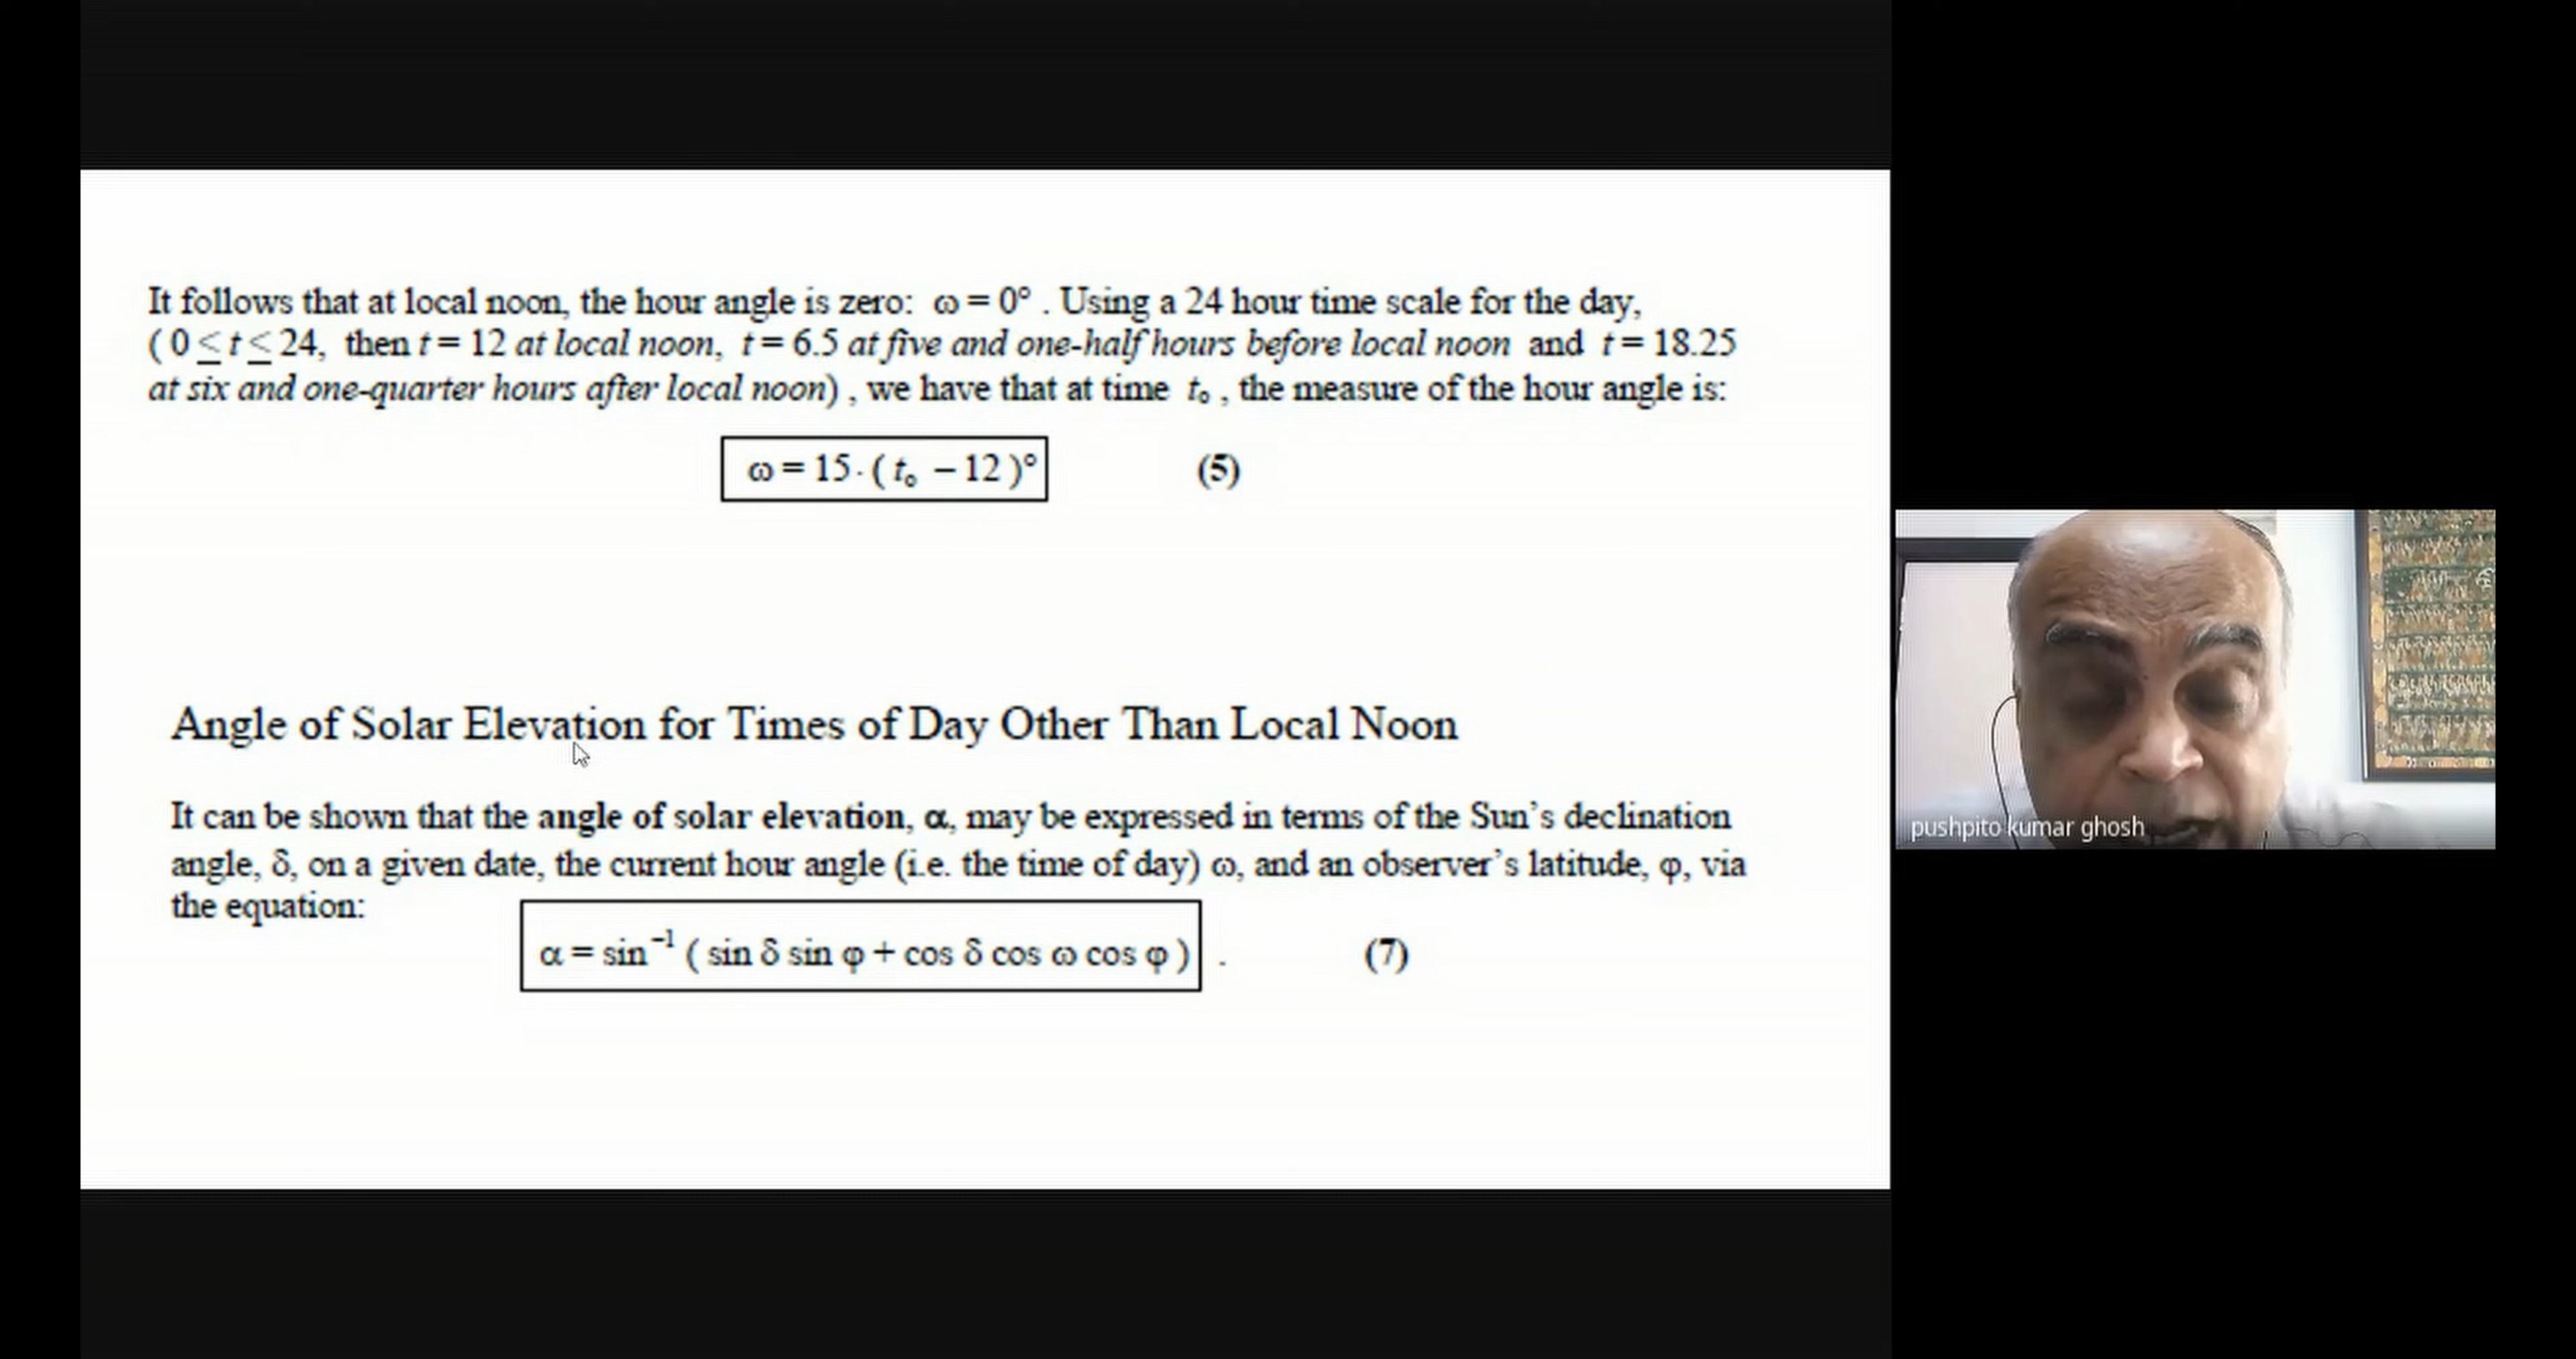 It follows that at local noon, the hour angle is zero: ω = 0° . Using a 24 hour time scale for the day,
( 0 ≤ t ≤ 24, then t = 12 at local noon, t = 6.5 at five and one-half hours before local noon and t = 18.25
at six and one-quarter hours after local noon) , we have that at time t₀ , the measure of the hour angle is:
ω = 15 · ( t₀ − 12 )° (5)
Angle of Solar Elevation for Times of Day Other Than Local Noon
It can be shown that the angle of solar elevation, α, may be expressed in terms of the Sun’s declination
angle, δ, on a given date, the current hour angle (i.e. the time of day) ω, and an observer’s latitude, φ, via
the equation:
α = sin⁻¹ ( sin δ sin φ + cos δ cos ω cos φ ) . (7)
pushpito kumar ghosh